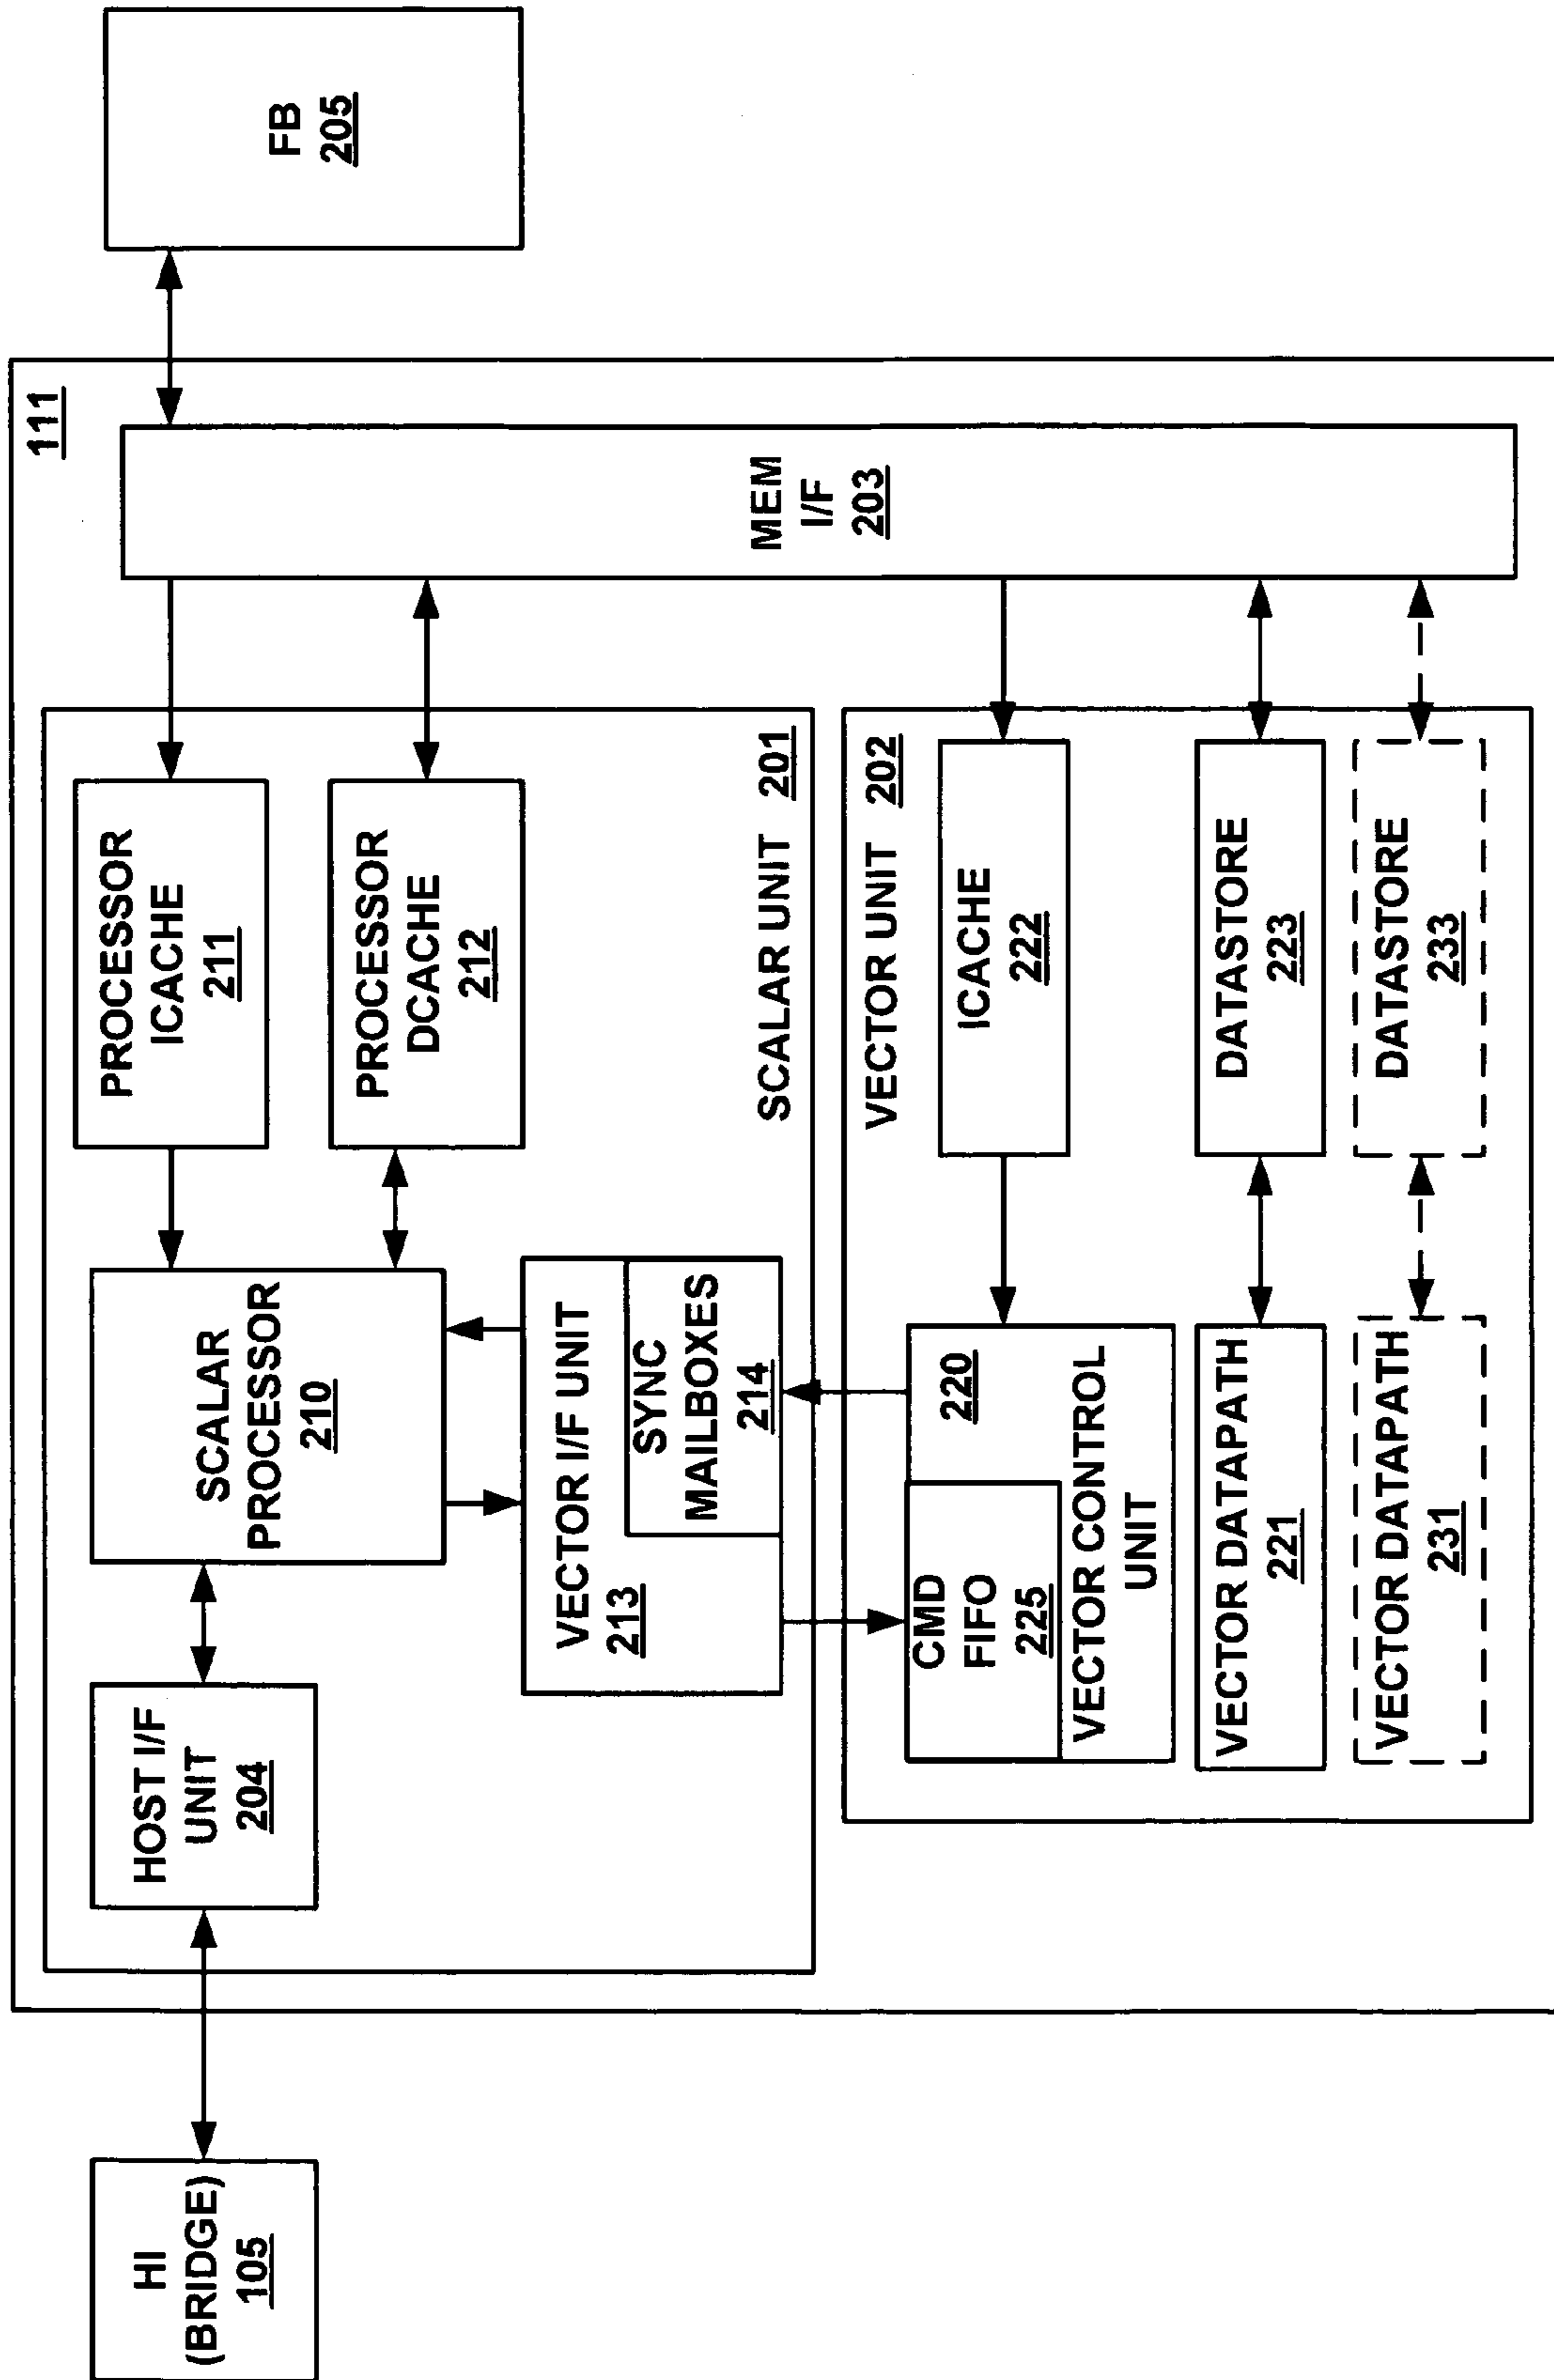 111
HI
(BRIDGE)
105
HOST I/F
UNIT
204
SCALAR
PROCESSOR
210
PROCESSOR
ICACHE
211
PROCESSOR
DCACHE
212
VECTOR I/F UNIT
213
SYNC
MAILBOXES
214
SCALAR UNIT 201
MEM
I/F
203
FB
205
VECTOR UNIT 202
CMD
FIFO
225
220
VECTOR CONTROL
UNIT
ICACHE
222
VECTOR DATAPATH
221
DATASTORE
223
VECTOR DATAPATH
231
DATASTORE
233